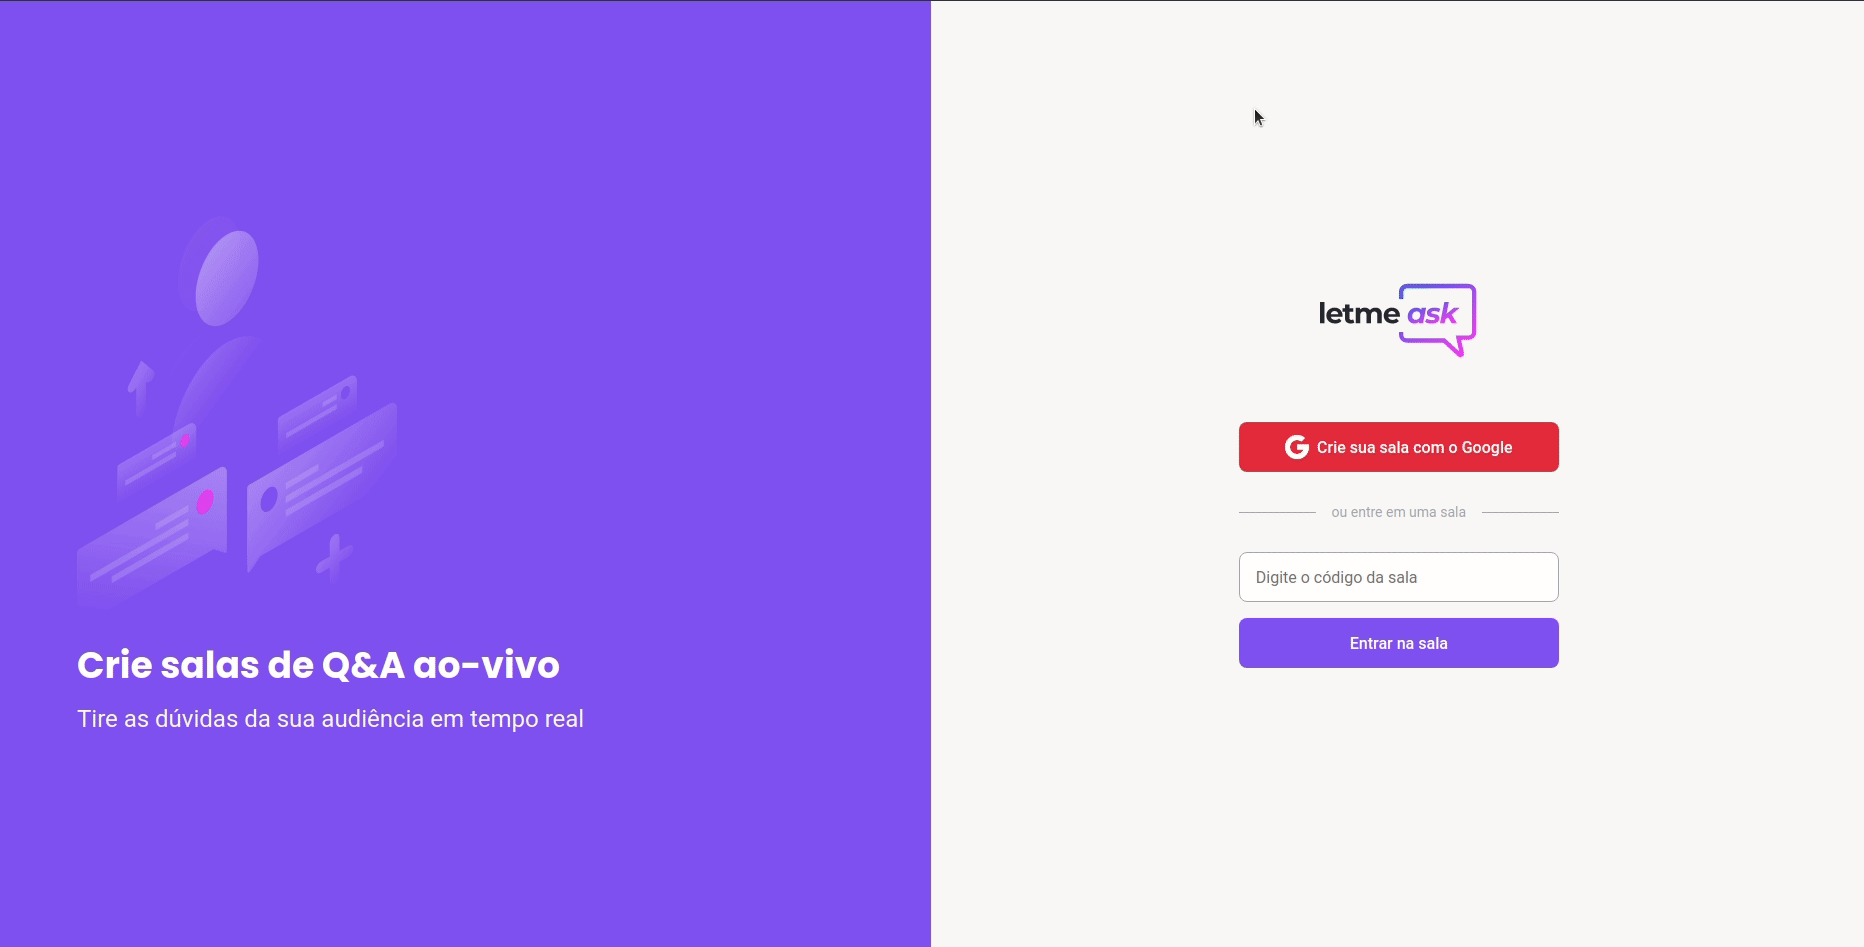 Crie salas de Q&A ao-vivo
Tire as dúvidas da sua audiência em tempo real
letme ask
Crie sua sala com o Google
ou entre em uma sala
Digite o código da sala
Entrar na sala